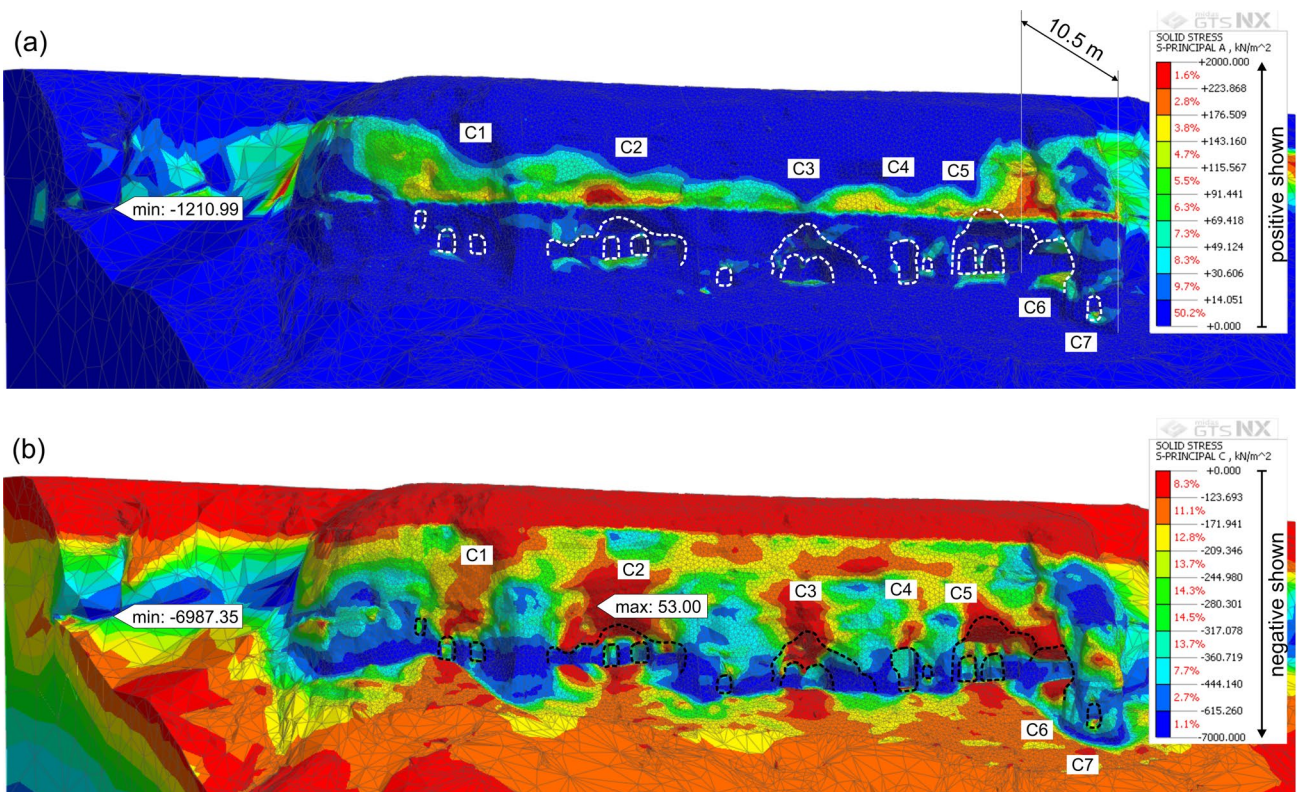 (a)
10.5 m
midas
GTS NX
SOLID STRESS
S-PRINCIPAL A , kN/m^2
+2000.000
1.6%
+223.868
2.8%
+176.509
3.8%
+143.160
4.7%
+115.567
5.5%
+91.441
6.3%
+69.418
7.3%
+49.124
8.3%
+30.606
9.7%
+14.051
50.2%
+0.000
positive shown
C1
C2
C3
C4
C5
min: -1210.99
C6
C7
(b)
midas
GTS NX
SOLID STRESS
S-PRINCIPAL C , kN/m^2
+0.000
8.3%
-123.693
11.1%
-171.941
12.8%
-209.346
13.7%
-244.980
14.3%
-280.301
14.5%
-317.078
13.7%
-360.719
7.7%
-444.140
2.7%
-615.260
1.1%
-7000.000
negative shown
C1
C2
C3
C4
C5
min: -6987.35
max: 53.00
C6
C7